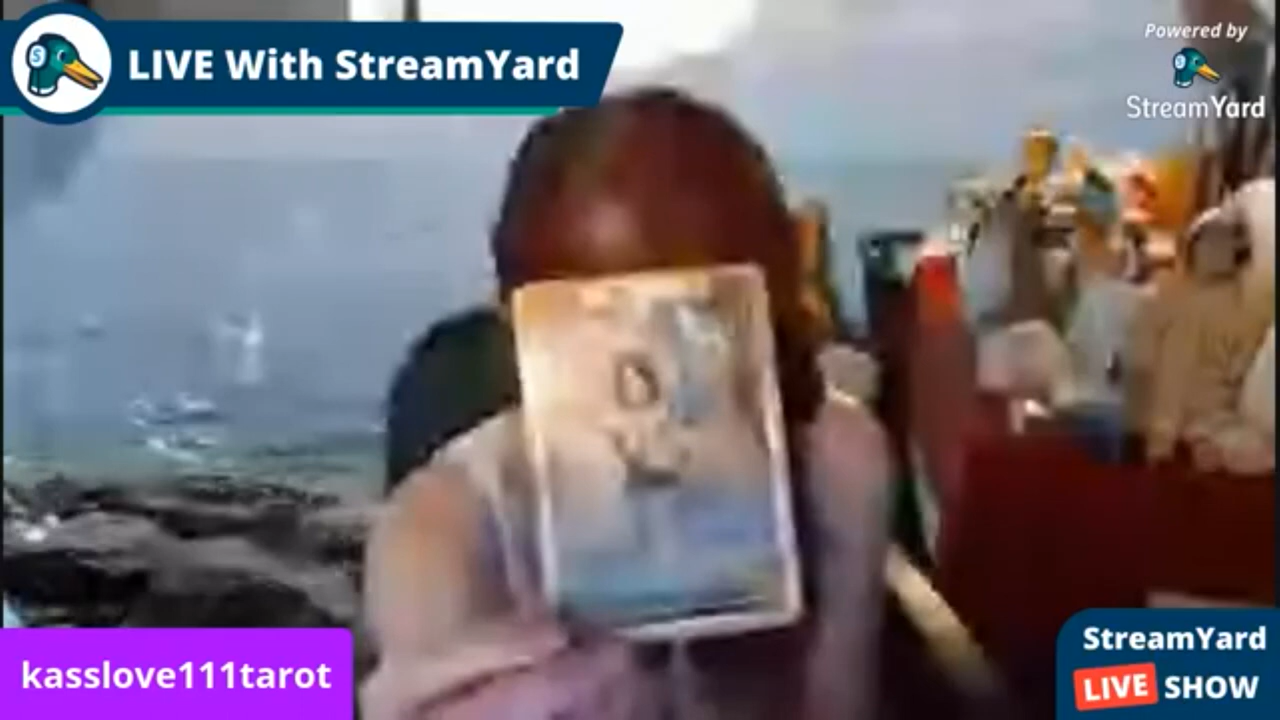 LIVE With StreamYard
Powered by
StreamYard
kasslove111tarot
StreamYard
LIVE SHOW